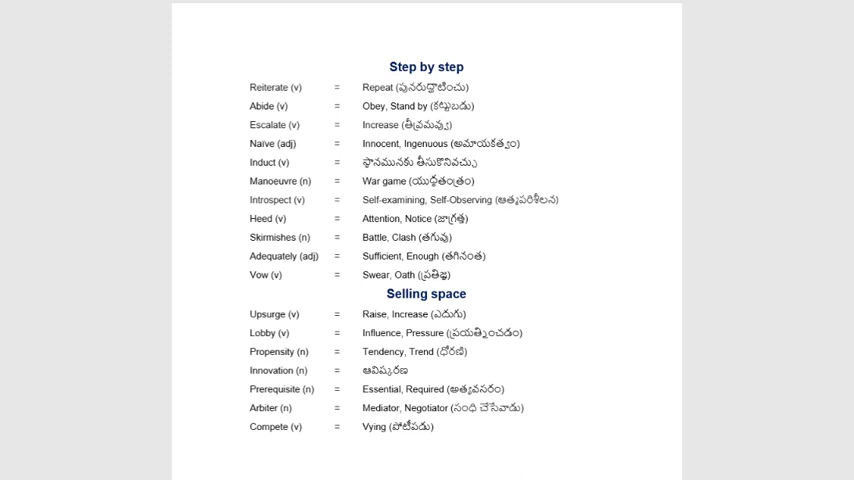 Step by step
Reiterate (v) = Repeat (పునరుద్ఘాటించు)
Abide (v) = Obey, Stand by (కట్టుబడు)
Escalate (v) = Increase (తీవ్రమవ్వు)
Naïve (adj) = Innocent, Ingenuous (అమాయకత్వం)
Induct (v) = స్థానమునకు తీసుకొనివచ్చు
Manoeuvre (n) = War game (యుద్ధతంత్రం)
Introspect (v) = Self-examining, Self-Observing (ఆత్మపరిశీలన)
Heed (v) = Attention, Notice (జాగ్రత్త)
Skirmishes (n) = Battle, Clash (తగువు)
Adequately (adj) = Sufficient, Enough (తగినంత)
Vow (v) = Swear, Oath (ప్రతిజ్ఞ)
Selling space
Upsurge (v) = Raise, Increase (ఎదుగు)
Lobby (v) = Influence, Pressure (ప్రయత్నించడం)
Propensity (n) = Tendency, Trend (ధోరణి)
Innovation (n) = ఆవిష్కరణ
Prerequisite (n) = Essential, Required (అత్యవసరం)
Arbiter (n) = Mediator, Negotiator (సంధి చేసేవాడు)
Compete (v) = Vying (పోటీపడు)